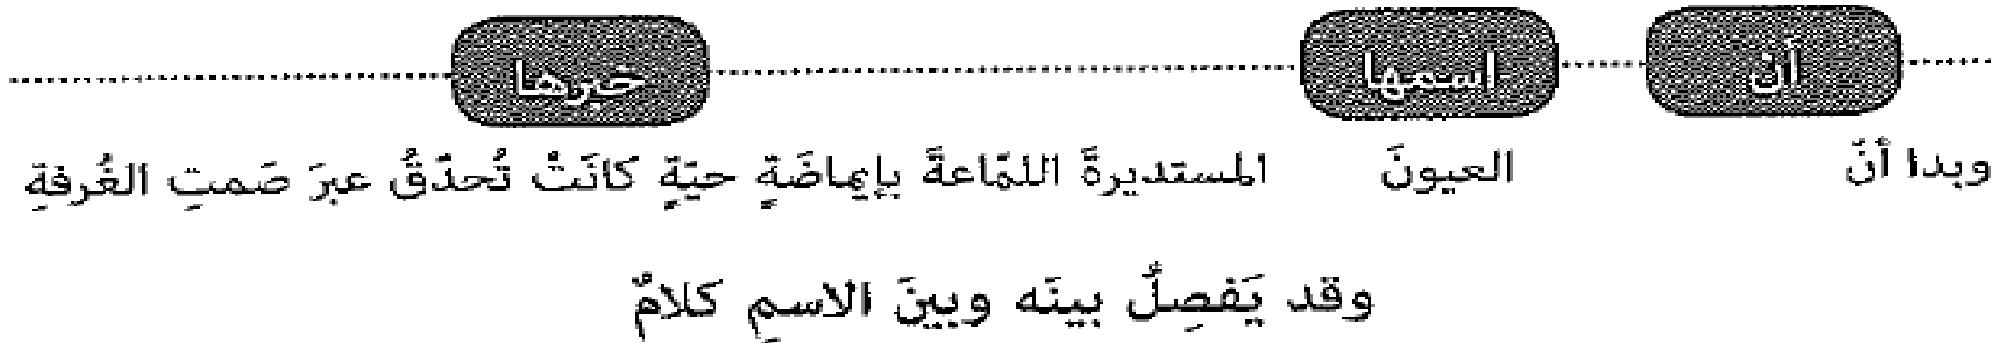 أنّ اسمها خبرها
وبدا أنّ العيونَ المستديرةَ اللمّاعةَ بإيماضَةٍ حيّةٍ كانَتْ تُحدّقُ عبرَ صَمتِ الغُرفةِ
وقد يَفصِلُ بينَه وبينَ الاسمِ كلامٌ